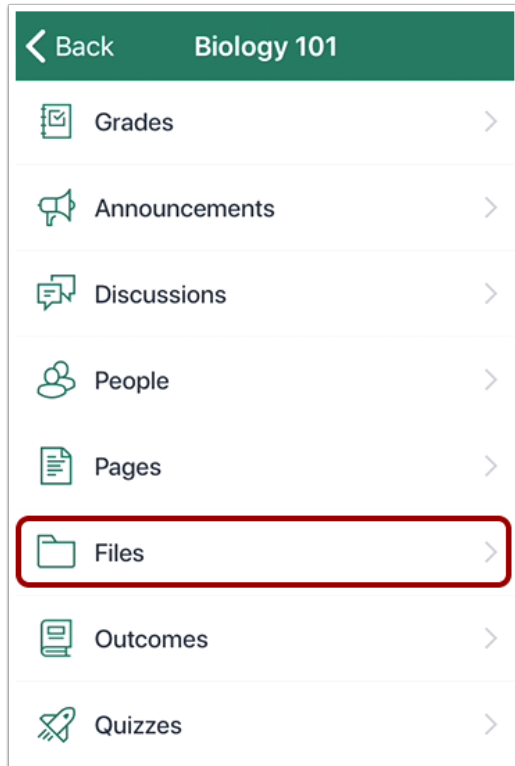 Back Biology 101
Grades
Announcements
Discussions
People
Pages
Files
Outcomes
Quizzes